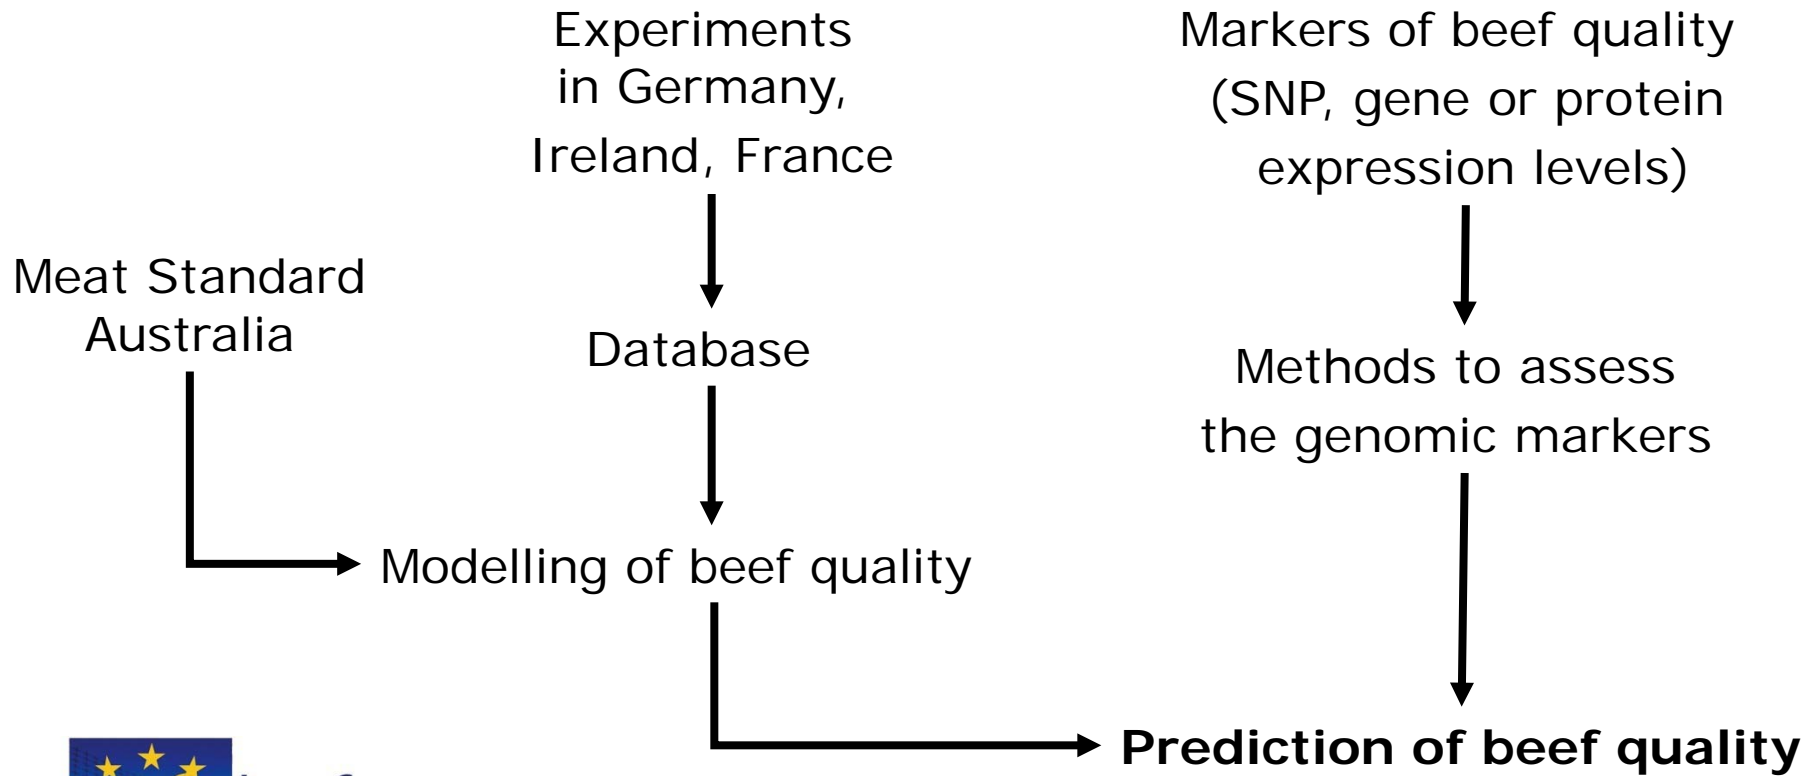 Experiments
in Germany,
Ireland, France
Markers of beef quality
(SNP, gene or protein
expression levels)
Meat Standard
Australia
Database
Methods to assess
the genomic markers
Modelling of beef quality
Prediction of beef quality